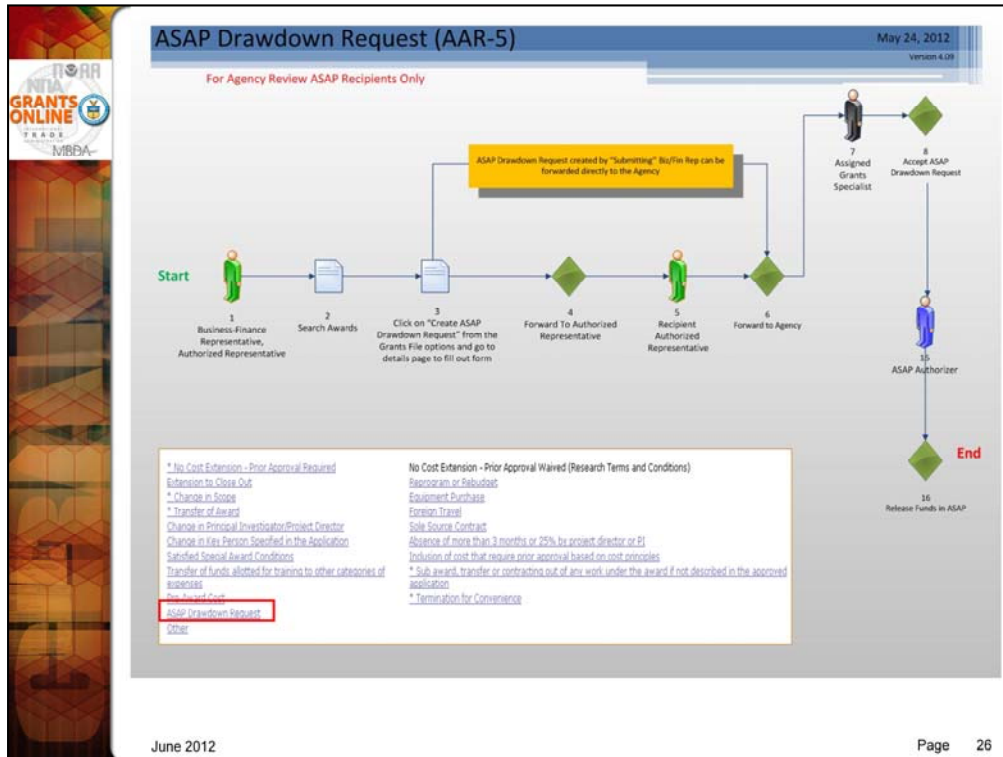 NOAA
NTIA
GRANTS
ONLINE
TRADE
MBDA
ASAP Drawdown Request (AAR-5)
May 24, 2012
Version 4.09
For Agency Review ASAP Recipients Only
ASAP Drawdown Request created by "Submitting" Biz/Fin Rep can be
forwarded directly to the Agency
7
Assigned
Grants
Specialist
8
Accept ASAP
Drawdown Request
Start
1
Business-Finance
Representative,
Authorized Representative
2
Search Awards
3
Click on "Create ASAP
Drawdown Request" from the
Grants File options and go to
details page to fill out form
4
Forward To Authorized
Representative
5
Recipient
Authorized
Representative
6
Forward to Agency
15
ASAP Authorizer
End
16
Release Funds in ASAP
* No Cost Extension - Prior Approval Required
Extension to Close Out
* Change in Scope
* Transfer of Award
Change in Principal Investigator/Project Director
Change in Key Person Specified in the Application
Satisfied Special Award Conditions
Transfer of funds allotted for training to other categories of
expenses
Pre-Award Cost
ASAP Drawdown Request
Other
No Cost Extension - Prior Approval Waived (Research Terms and Conditions)
Reprogram or Rebudget
Equipment Purchase
Foreign Travel
Sole Source Contract
Absence of more than 3 months or 25% by project director or PI
Inclusion of cost that require prior approval based on cost principles
* Sub award, transfer or contracting out of any work under the award if not described in the approved
application
* Termination for Convenience
June 2012
Page 26